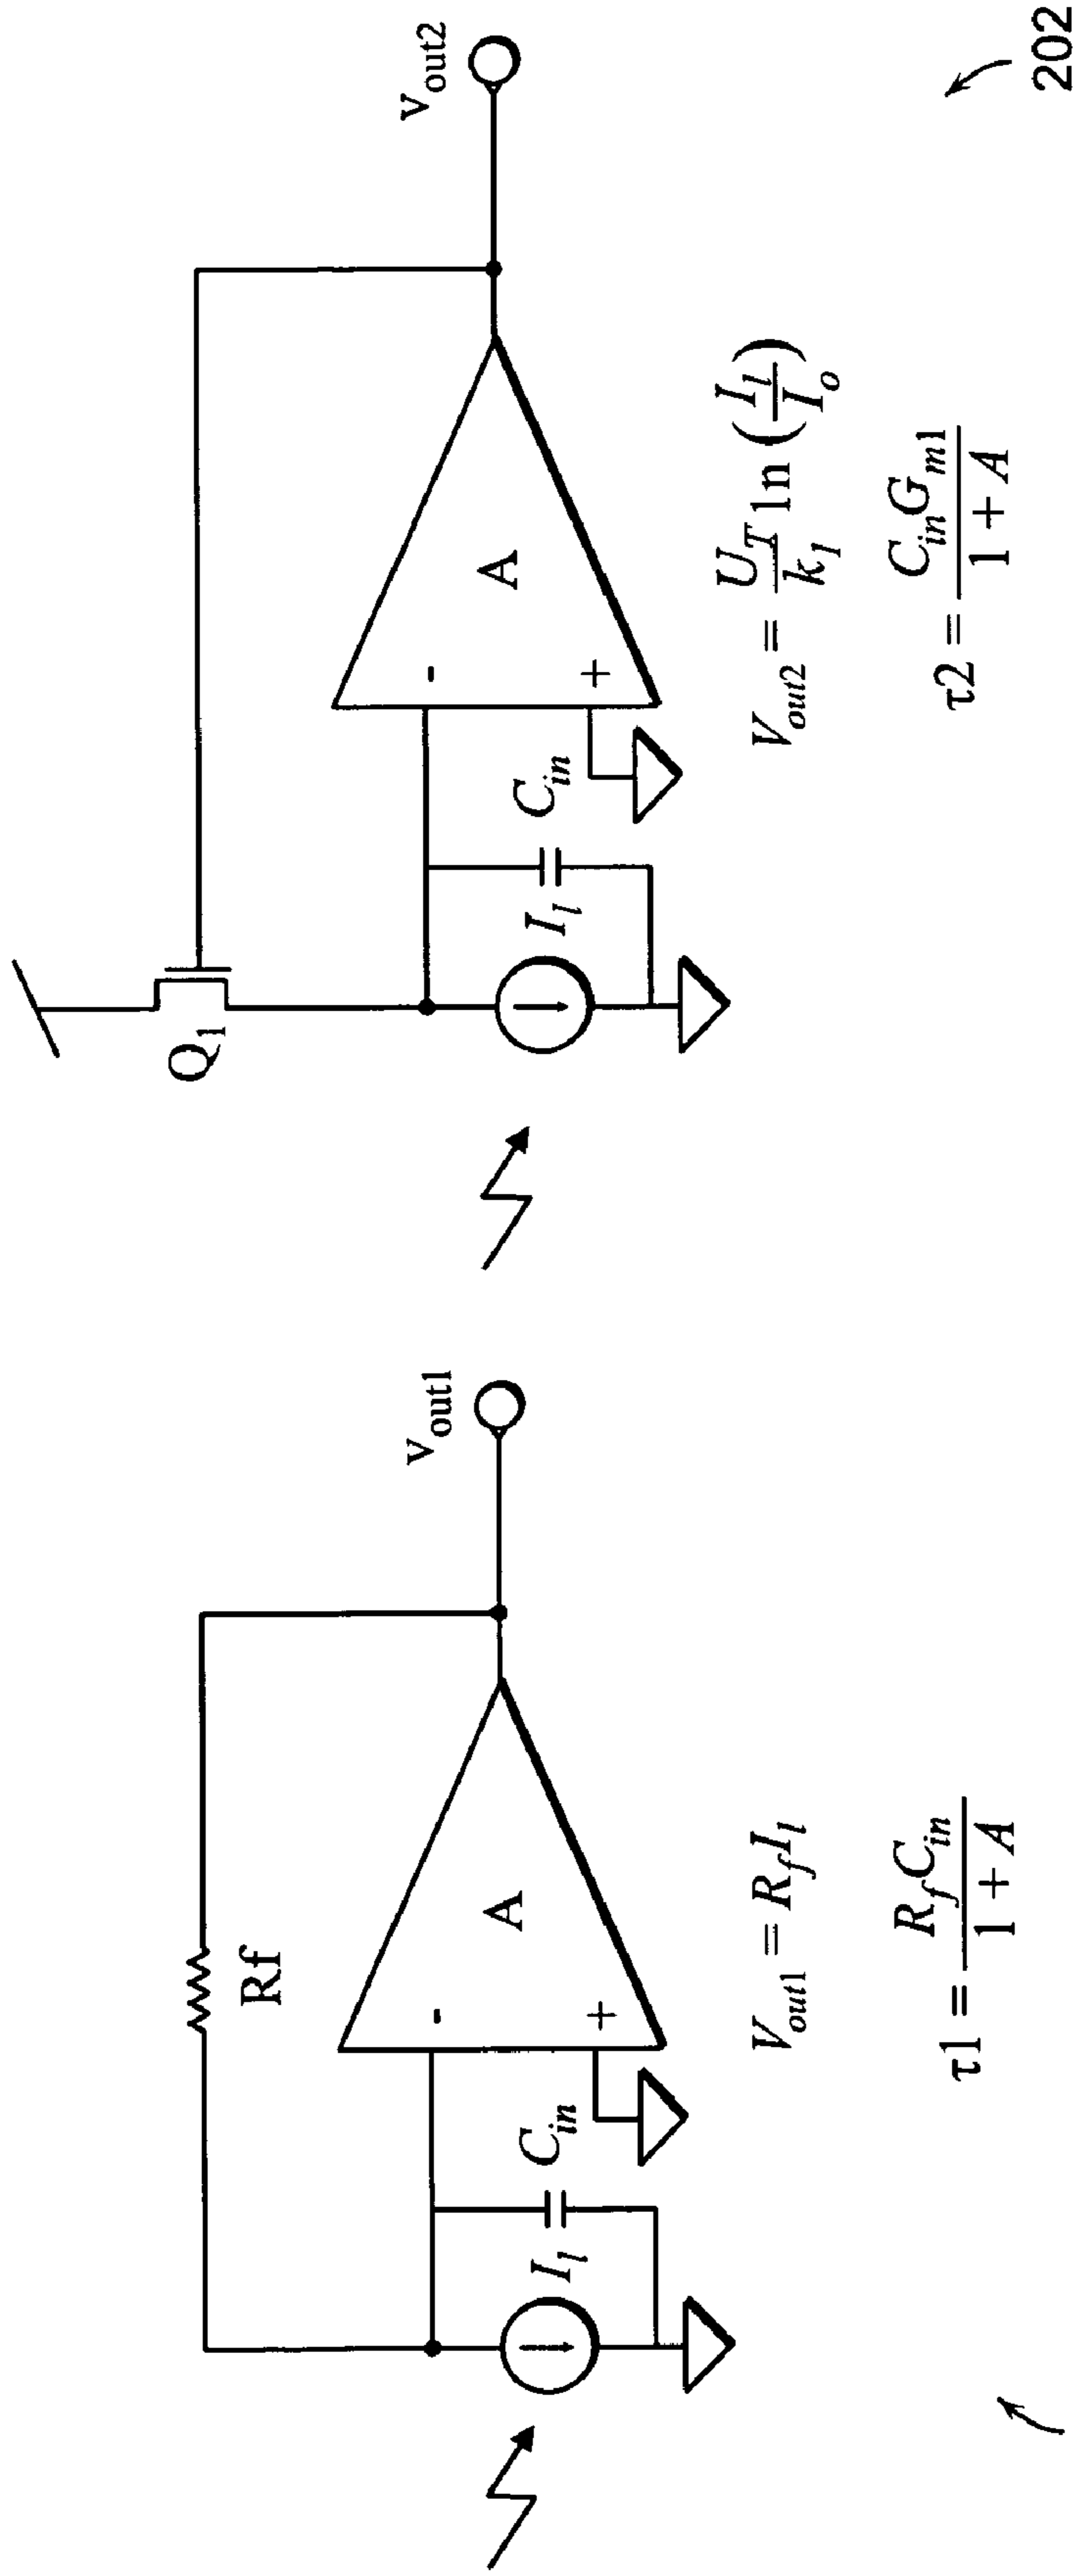 Rf
v_out1
A
-
+
C_in
I_l
V_out1 = R_f I_l
τ1 = R_f C_in / (1 + A)
Q_1
v_out2
A
-
+
C_in
I_l
V_out2 = U_T / k_1 ln (I_l / I_o)
τ2 = C_in G_m1 / (1 + A)
202